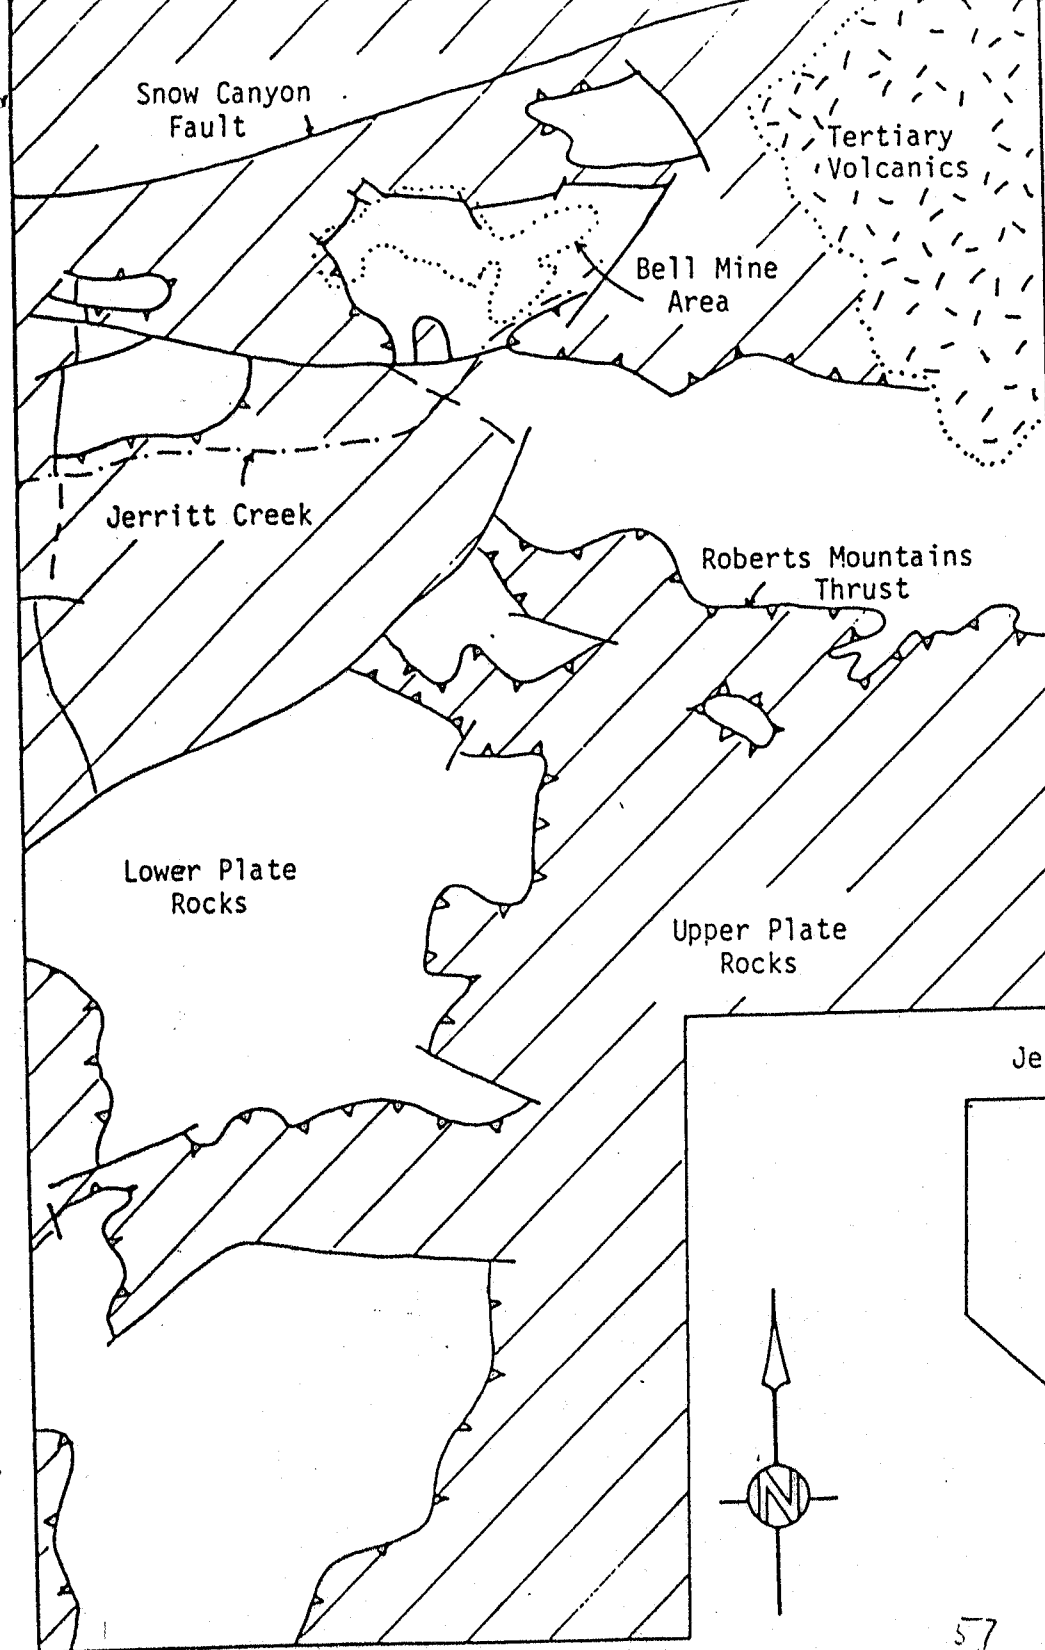 Snow Canyon
Fault
Tertiary
Volcanics
Bell Mine
Area
Jerritt Creek
Roberts Mountains
Thrust
Lower Plate
Rocks
Upper Plate
Rocks
Je
N
57